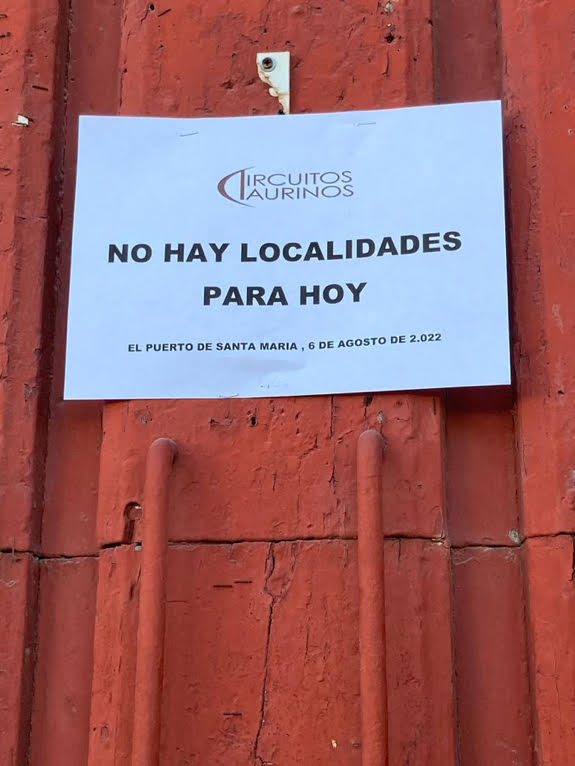 CIRCUITOS
TAURINOS
NO HAY LOCALIDADES
PARA HOY
EL PUERTO DE SANTA MARIA , 6 DE AGOSTO DE 2.022